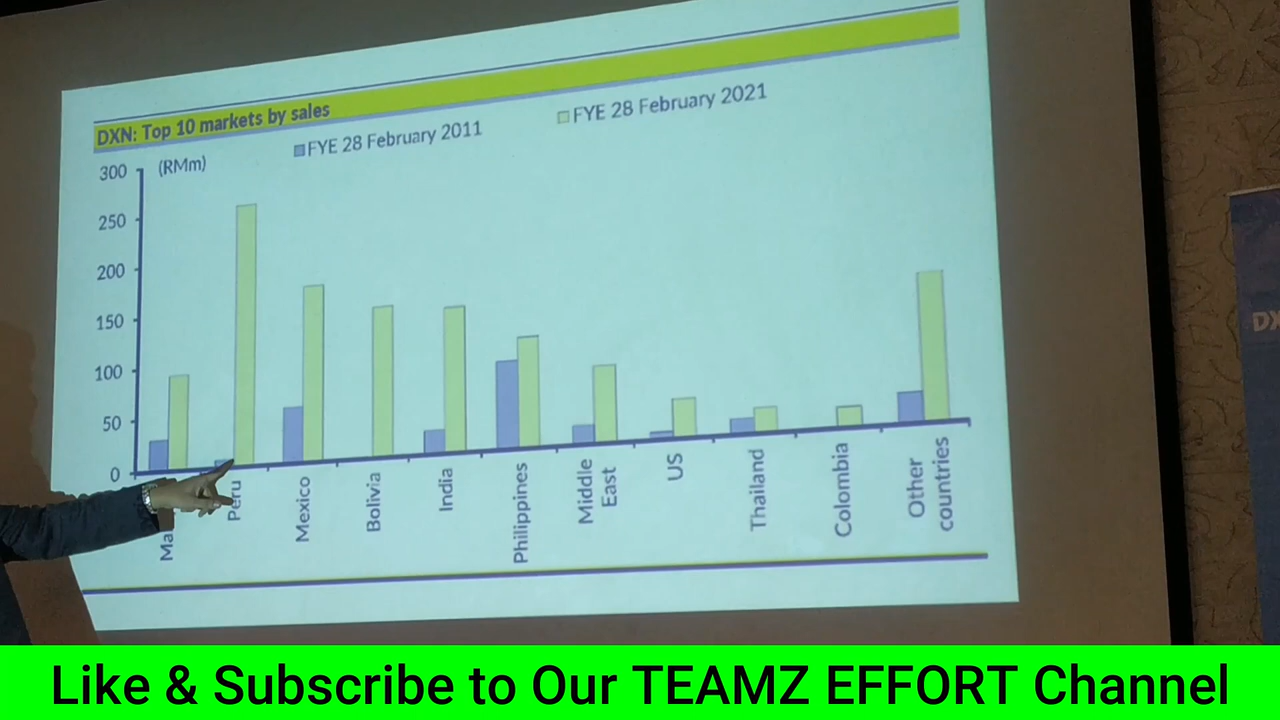 DXN: Top 10 markets by sales
FYE 28 February 2011
FYE 28 February 2021
(RMm)
300
250
200
150
100
50
0
Peru
Mexico
Bolivia
India
Philippines
Middle
East
US
Thailand
Colombia
Other
countries
Like & Subscribe to Our TEAMZ EFFORT Channel